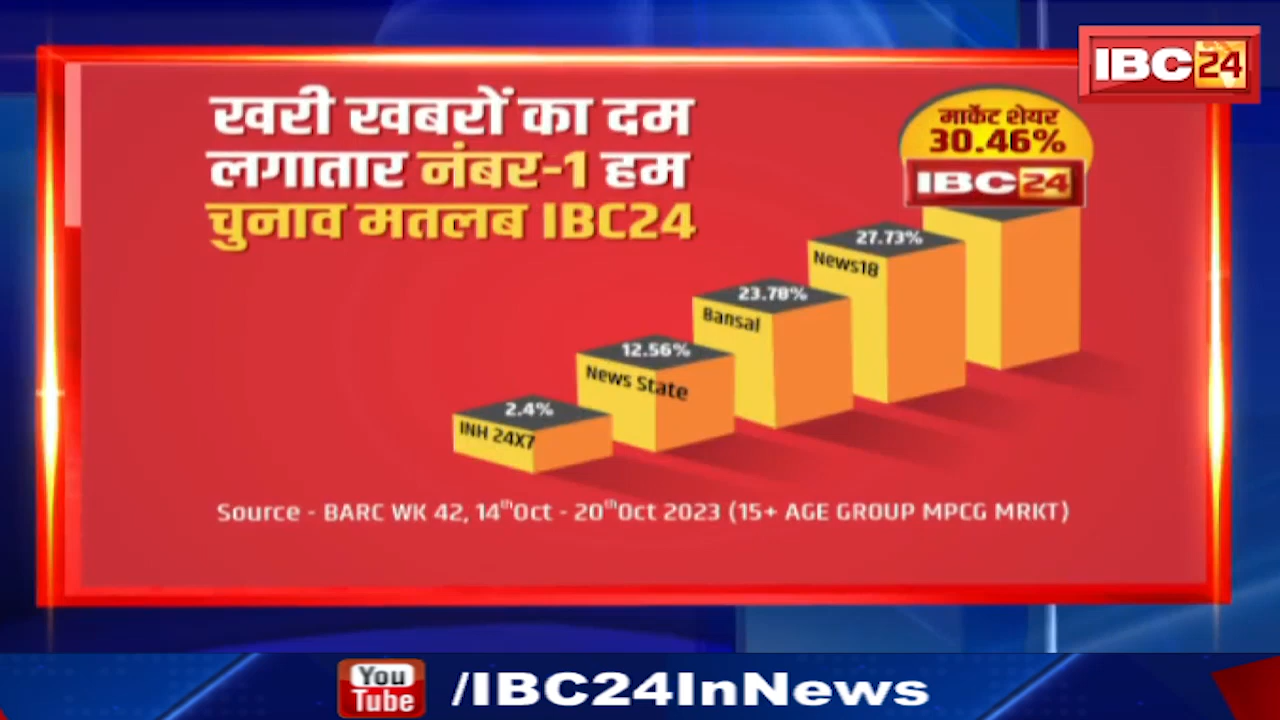 IBC24
खरी खबरों का दम
लगातार नंबर-1 हम
चुनाव मतलब IBC24
मार्केट शेयर
30.46%
IBC24
27.73%
News18
23.78%
Bansal
12.56%
News State
2.4%
INH 24X7
Source - BARC WK 42, 14thOct - 20thOct 2023 (15+ AGE GROUP MPCG MRKT)
You
Tube
/IBC24InNews